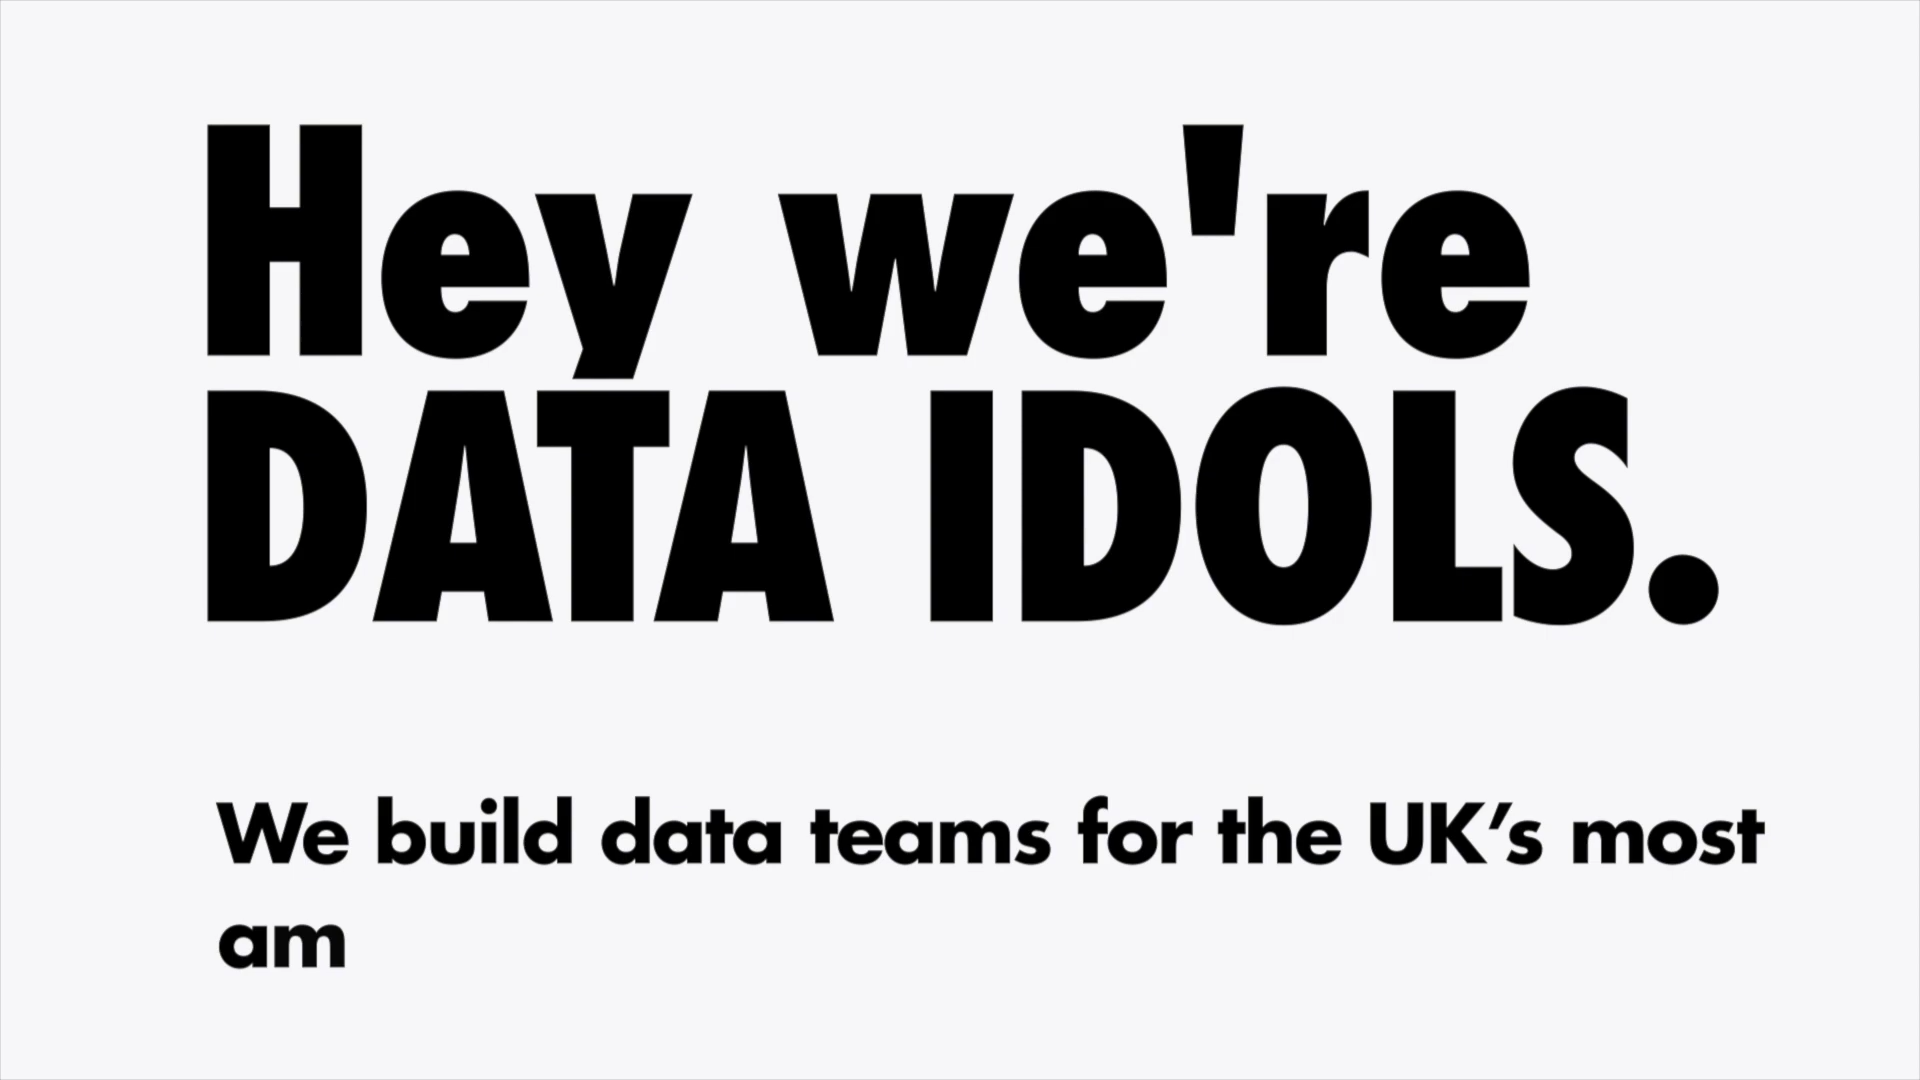 Hey we're
DATA IDOLS.
We build data teams for the UK’s most
am